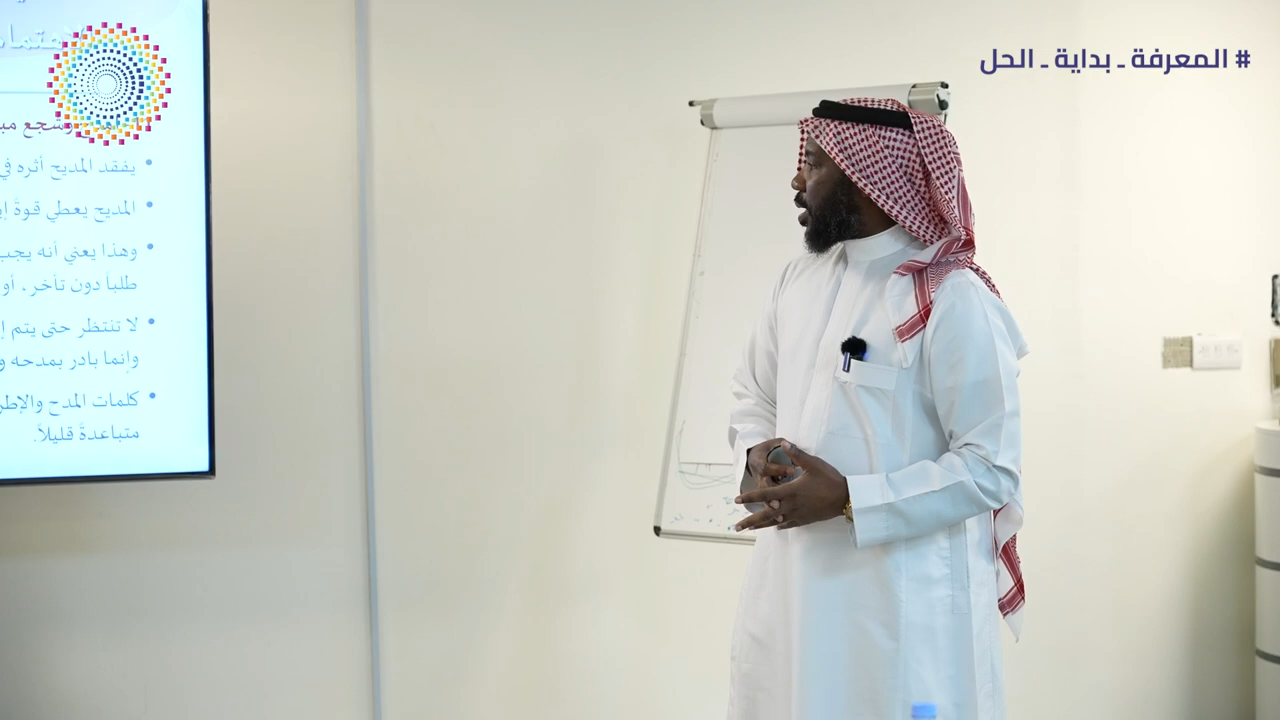 # المعرفة ـ بداية ـ الحل
يفقد المديح أثره في
المديح يعطي قوةً
وهذا يعني أنه يجب
طلباً دون تأخر، أو
لا تنتظر حتى يتم
وانما بادر بمدحه
كلمات المدح
متباعدةً قليلاً.